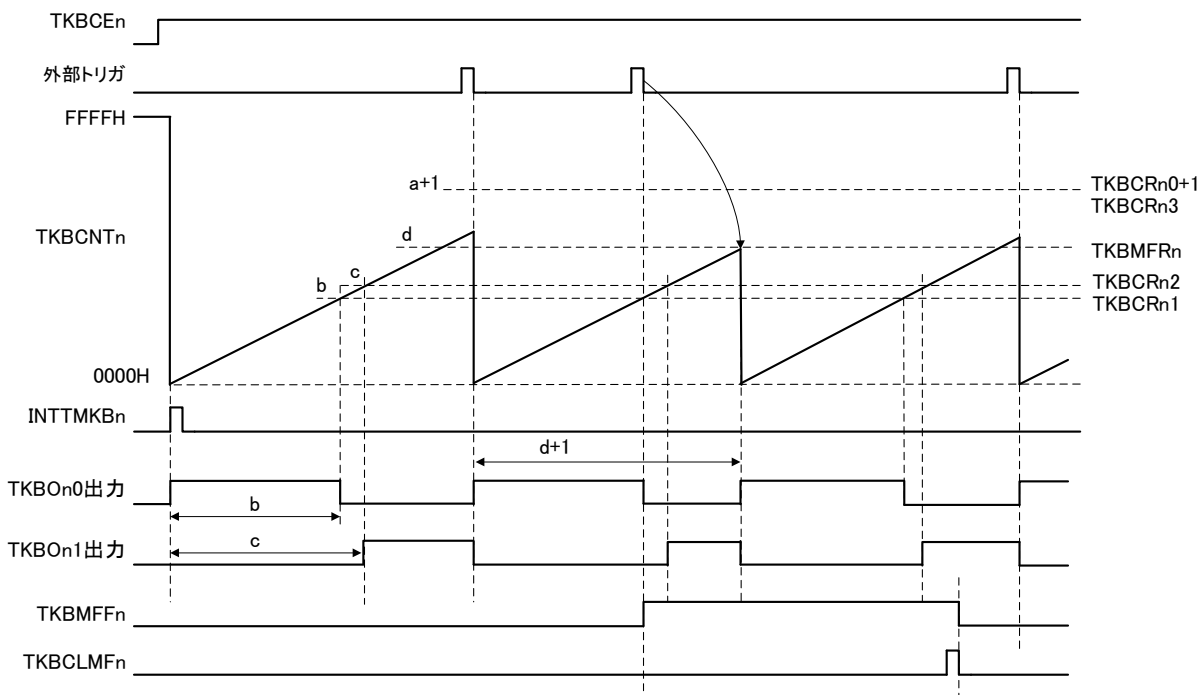 TKBCEn
外部トリガ
FFFFH
a+1
TKBCRn0+1
TKBCRn3
TKBCNTn
d
TKBMFRn
c
TKBCRn2
b
TKBCRn1
0000H
INTTMKBn
d+1
TKBOn0出力
b
TKBOn1出力
c
TKBMFFn
TKBCLMFn